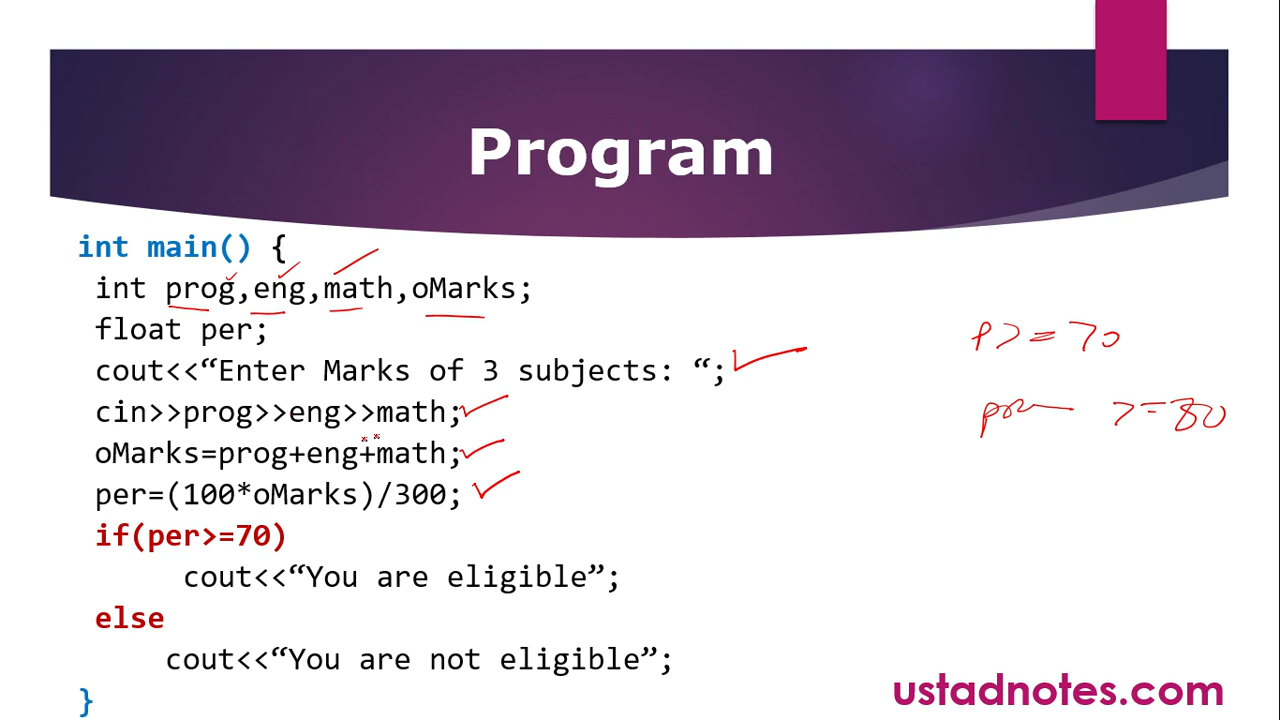 Program
int main() {
int prog,eng,math,oMarks;
float per;
p>=70
cout<<“Enter Marks of 3 subjects: “;
cin>>prog>>eng>>math;
>=80
oMarks=prog+eng+math;
per=(100*oMarks)/300;
if(per>=70)
cout<<“You are eligible”;
else
cout<<“You are not eligible”;
}
ustadnotes.com